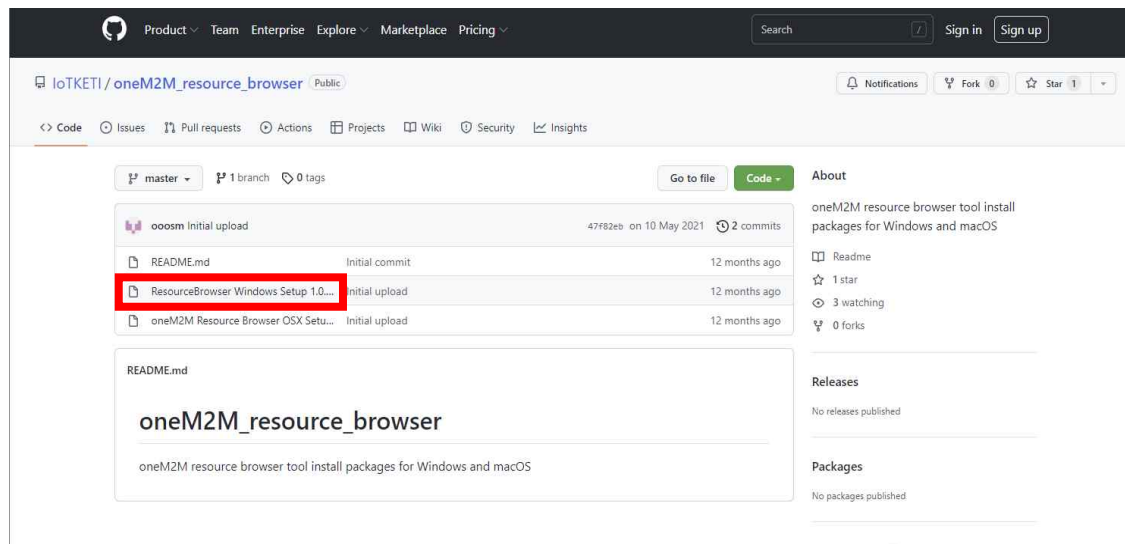 Product Team Enterprise Explore Marketplace Pricing Search / Sign in Sign up
IoTKETI / oneM2M_resource_browser Public Notifications Fork 0 Star 1
<> Code Issues Pull requests Actions Projects Wiki Security Insights
master 1 branch 0 tags Go to file Code
ooosm Initial upload 47f82eb on 10 May 2021 2 commits
README.md Initial commit 12 months ago
ResourceBrowser Windows Setup 1.0.... Initial upload 12 months ago
oneM2M Resource Browser OSX Setu... Initial upload 12 months ago
README.md
oneM2M_resource_browser
oneM2M resource browser tool install packages for Windows and macOS
About
oneM2M resource browser tool install
packages for Windows and macOS
Readme
1 star
3 watching
0 forks
Releases
No releases published
Packages
No packages published